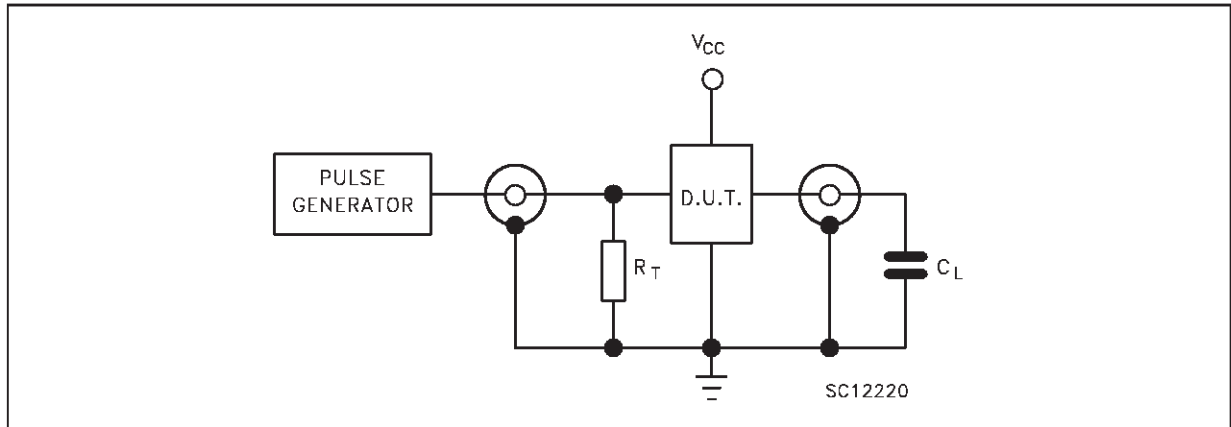 VCC
PULSE
GENERATOR
D.U.T.
RT
CL
SC12220